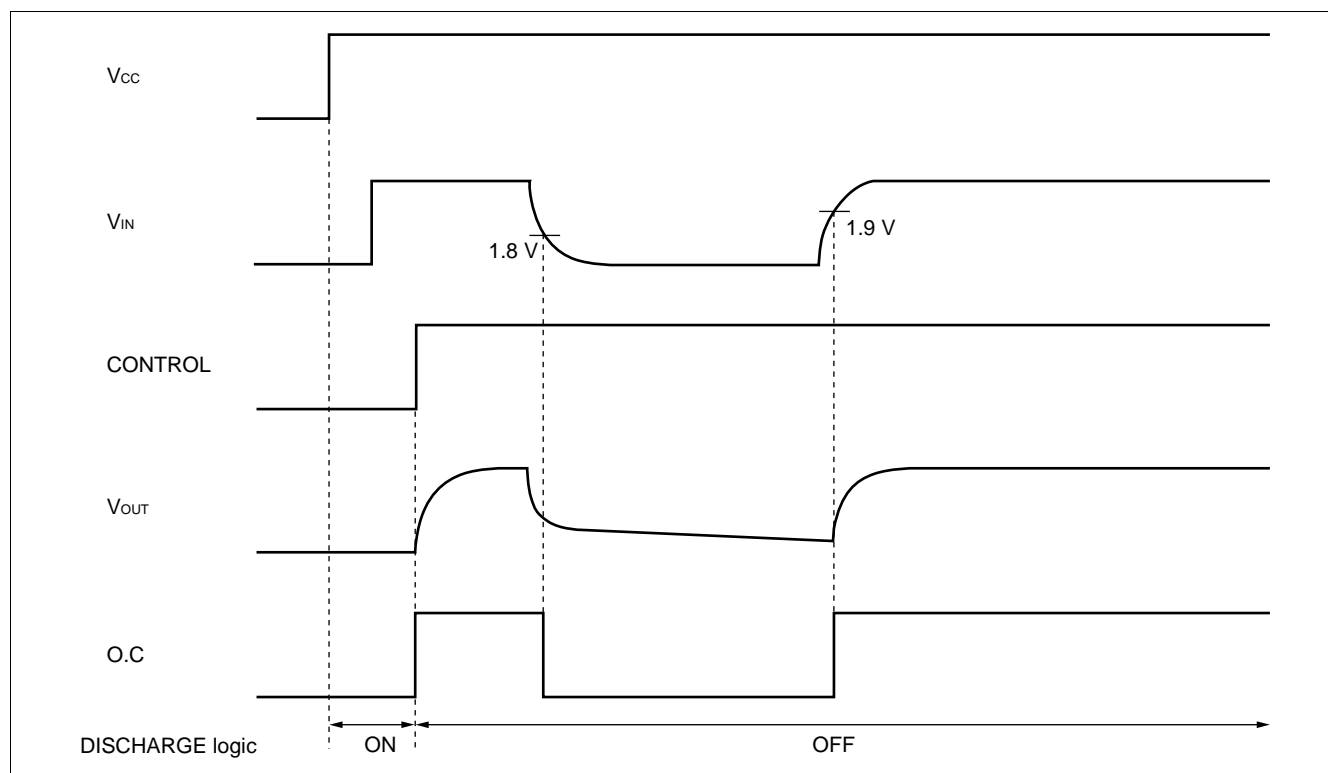 VCC
VIN
1.8 V
1.9 V
CONTROL
VOUT
O.C
DISCHARGE logic ON OFF